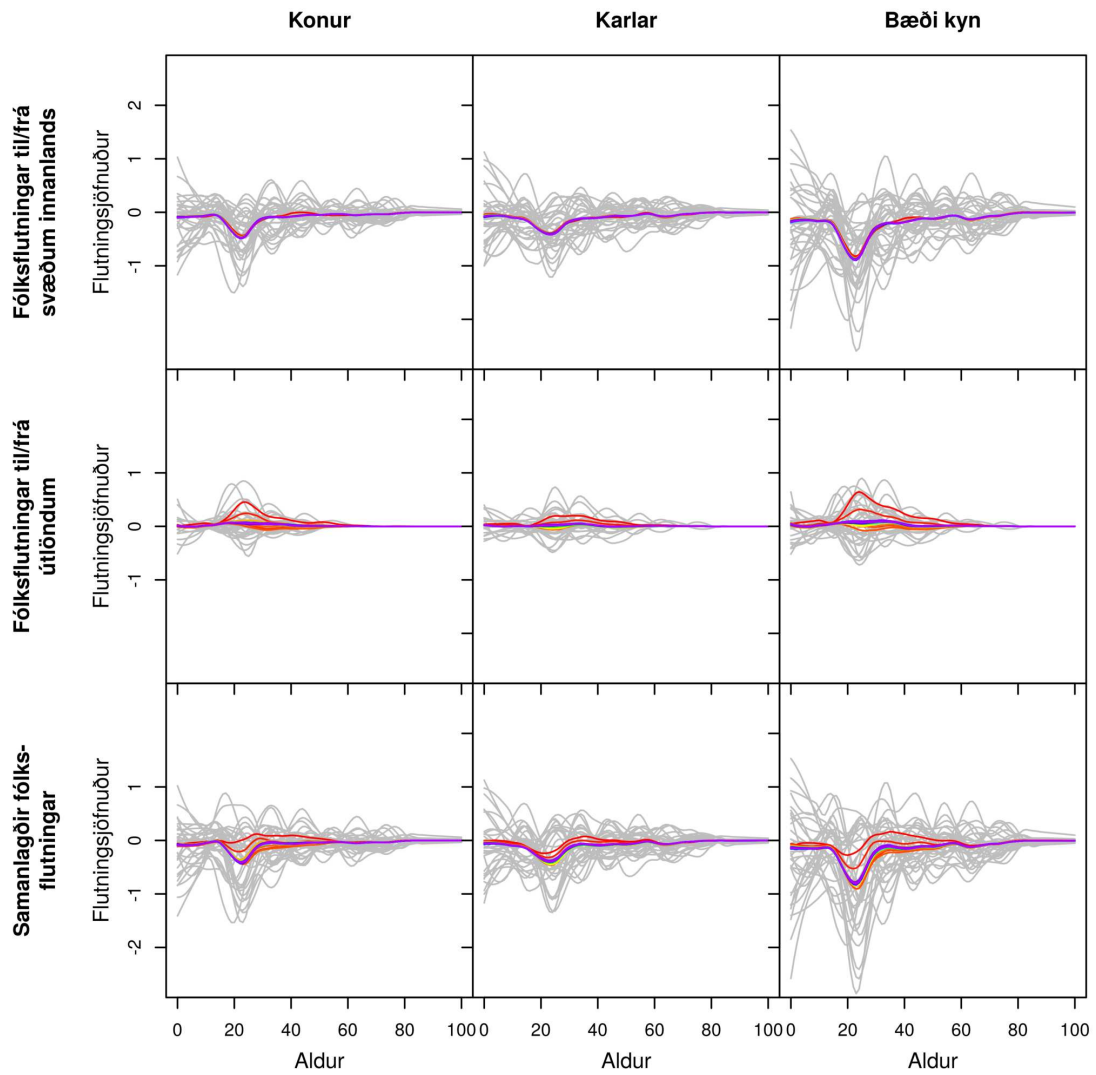 Konur Karlar Bæði kyn
Fólksflutningar til/frá
svæðum innanlands
Flutningsjöfnuður
2
1
0
-1
Fólksflutningar til/frá
útlöndum
Flutningsjöfnuður
1
0
-1
Samanlagðir fólks-
flutningar
Flutningsjöfnuður
1
0
-1
-2
0 20 40 60 80 100 0 20 40 60 80 100 0 20 40 60 80 100
Aldur Aldur Aldur